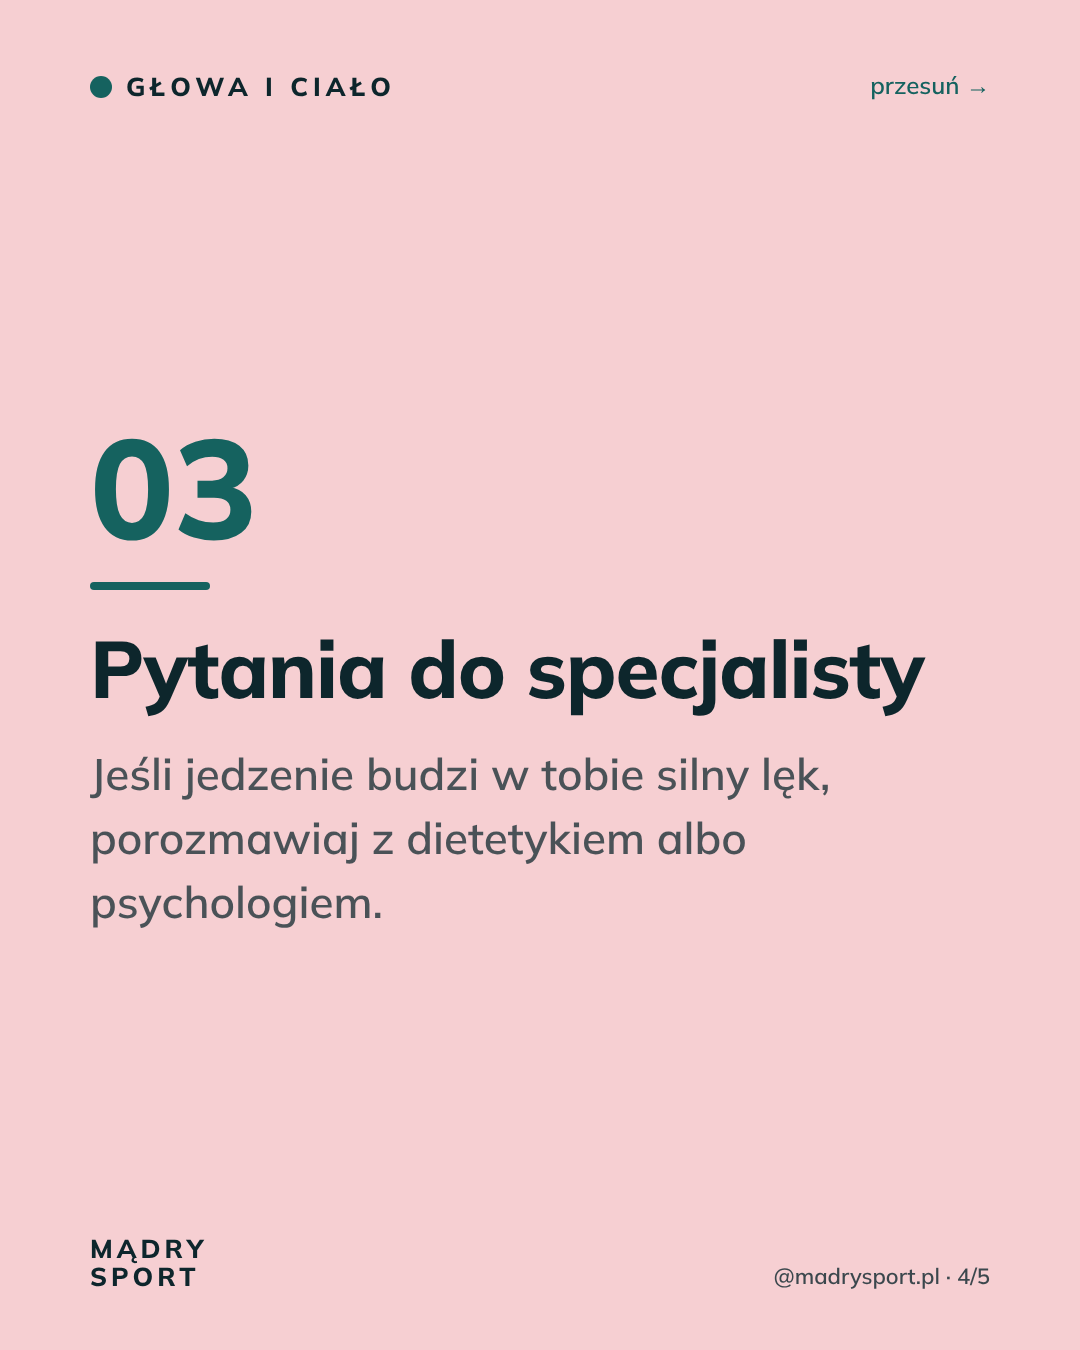 GŁOWA I CIAŁO
przesuń →
03
Pytania do specjalisty
Jeśli jedzenie budzi w tobie silny lęk,
porozmawiaj z dietetykiem albo
psychologiem.
MĄDRY
SPORT
@madrysport.pl · 4/5